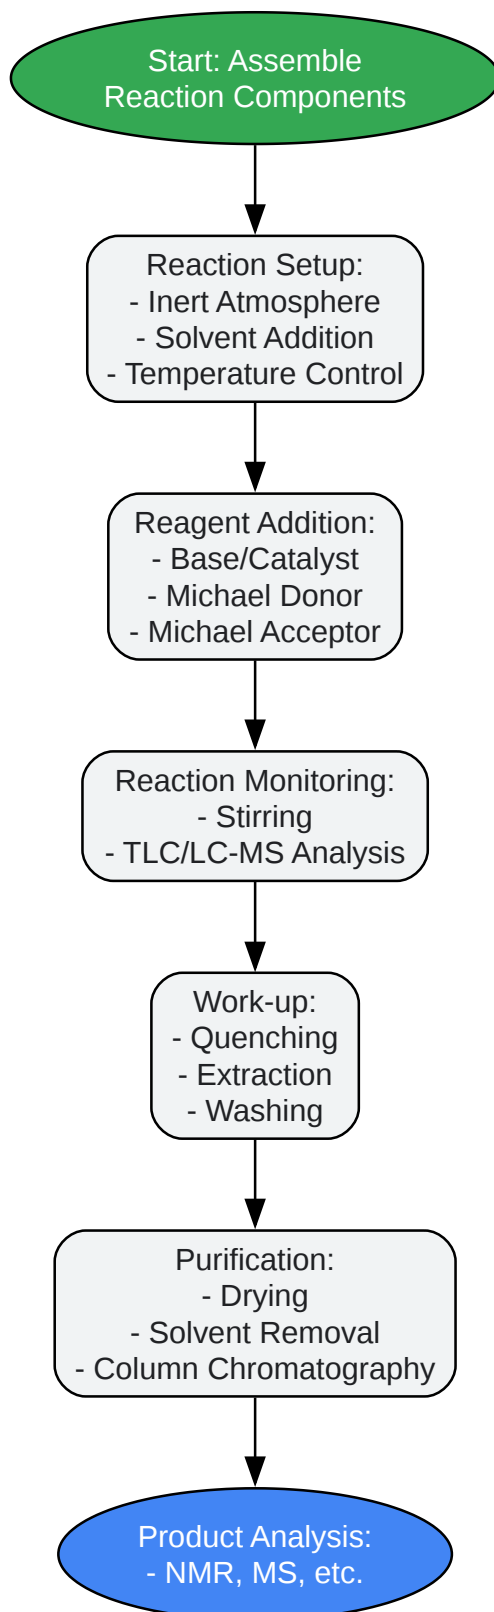 Start: Assemble
Reaction Components
Reaction Setup:
- Inert Atmosphere
- Solvent Addition
- Temperature Control
Reagent Addition:
- Base/Catalyst
- Michael Donor
- Michael Acceptor
Reaction Monitoring:
- Stirring
- TLC/LC-MS Analysis
Work-up:
- Quenching
- Extraction
- Washing
Purification:
- Drying
- Solvent Removal
- Column Chromatography
Product Analysis:
- NMR, MS, etc.